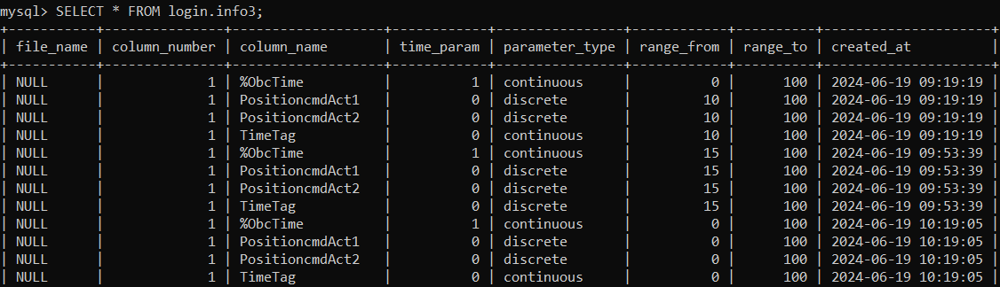 mysql> SELECT * FROM login.info3;
+-----------+---------------+-----------------+------------+----------------+------------+----------+---------------------+
| file_name | column_number | column_name     | time_param | parameter_type | range_from | range_to | created_at          |
+-----------+---------------+-----------------+------------+----------------+------------+----------+---------------------+
| NULL      |             1 | %ObcTime        |          1 | continuous     |          0 |      100 | 2024-06-19 09:19:19 |
| NULL      |             1 | PositioncmdAct1 |          0 | discrete       |         10 |      100 | 2024-06-19 09:19:19 |
| NULL      |             1 | PositioncmdAct2 |          0 | discrete       |         10 |      100 | 2024-06-19 09:19:19 |
| NULL      |             1 | TimeTag         |          0 | continuous     |         10 |      100 | 2024-06-19 09:19:19 |
| NULL      |             1 | %ObcTime        |          1 | continuous     |         15 |      100 | 2024-06-19 09:53:39 |
| NULL      |             1 | PositioncmdAct1 |          0 | discrete       |         15 |      100 | 2024-06-19 09:53:39 |
| NULL      |             1 | PositioncmdAct2 |          0 | discrete       |         15 |      100 | 2024-06-19 09:53:39 |
| NULL      |             1 | TimeTag         |          0 | discrete       |         15 |      100 | 2024-06-19 09:53:39 |
| NULL      |             1 | %ObcTime        |          1 | continuous     |          0 |      100 | 2024-06-19 10:19:05 |
| NULL      |             1 | PositioncmdAct1 |          0 | discrete       |          0 |      100 | 2024-06-19 10:19:05 |
| NULL      |             1 | PositioncmdAct2 |          0 | discrete       |          0 |      100 | 2024-06-19 10:19:05 |
| NULL      |             1 | TimeTag         |          0 | continuous     |          0 |      100 | 2024-06-19 10:19:05 |